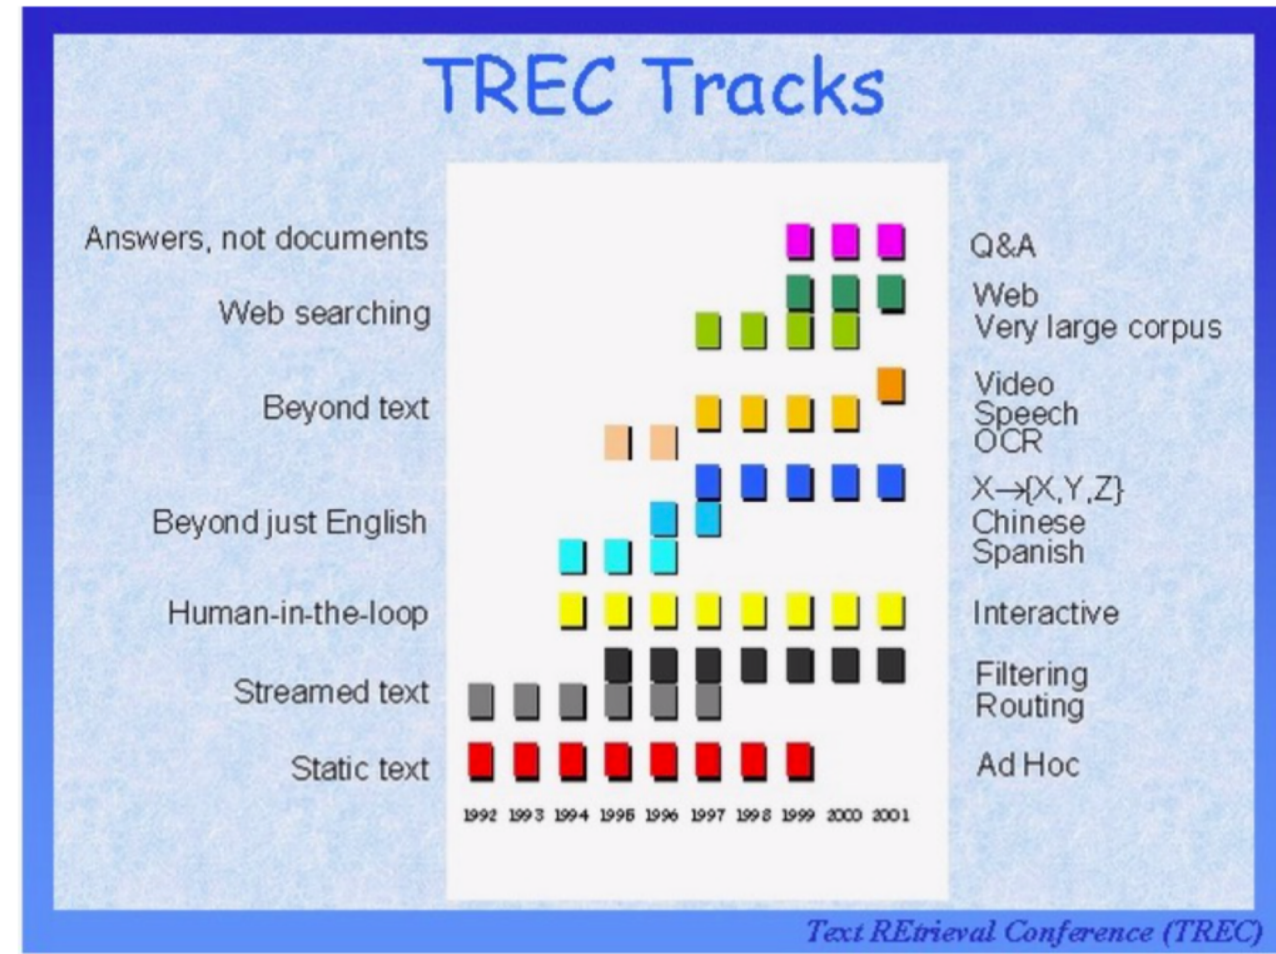 TREC Tracks
Answers, not documents
Q&A
Web searching
Web
Very large corpus
Beyond text
Video
Speech
OCR
Beyond just English
X→{X,Y,Z}
Chinese
Spanish
Human-in-the-loop
Interactive
Streamed text
Filtering
Routing
Static text
Ad Hoc
1992 1993 1994 1995 1996 1997 1998 1999 2000 2001
Text REtrieval Conference (TREC)